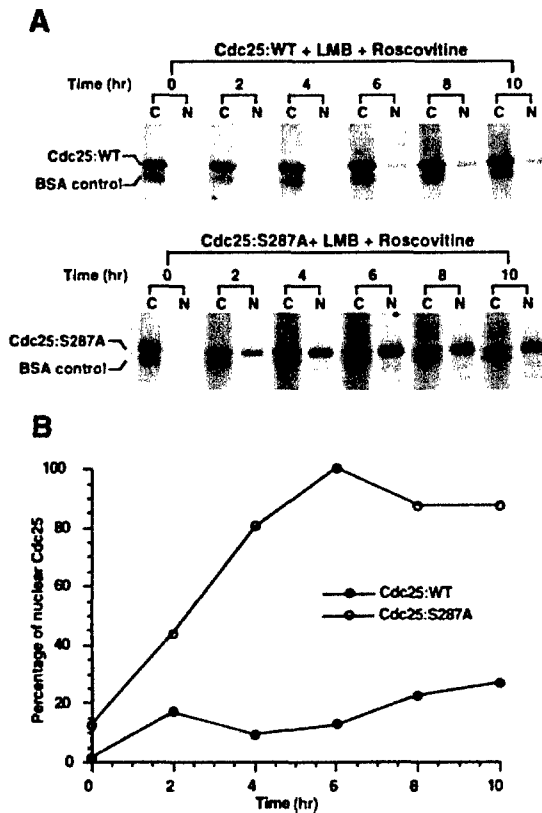 A
Cdc25:WT + LMB + Roscovitine
Time (hr) 0 2 4 6 8 10
C N C N C N C N C N C N
Cdc25:WT
BSA control
Cdc25:S287A+ LMB + Roscovitine
Time (hr) 0 2 4 6 8 10
C N C N C N C N C N C N
Cdc25:S287A
BSA control
B
Percentage of nuclear Cdc25
100
80
60
40
20
0
Cdc25:WT
Cdc25:S287A
0 2 4 6 8 10
Time (hr)